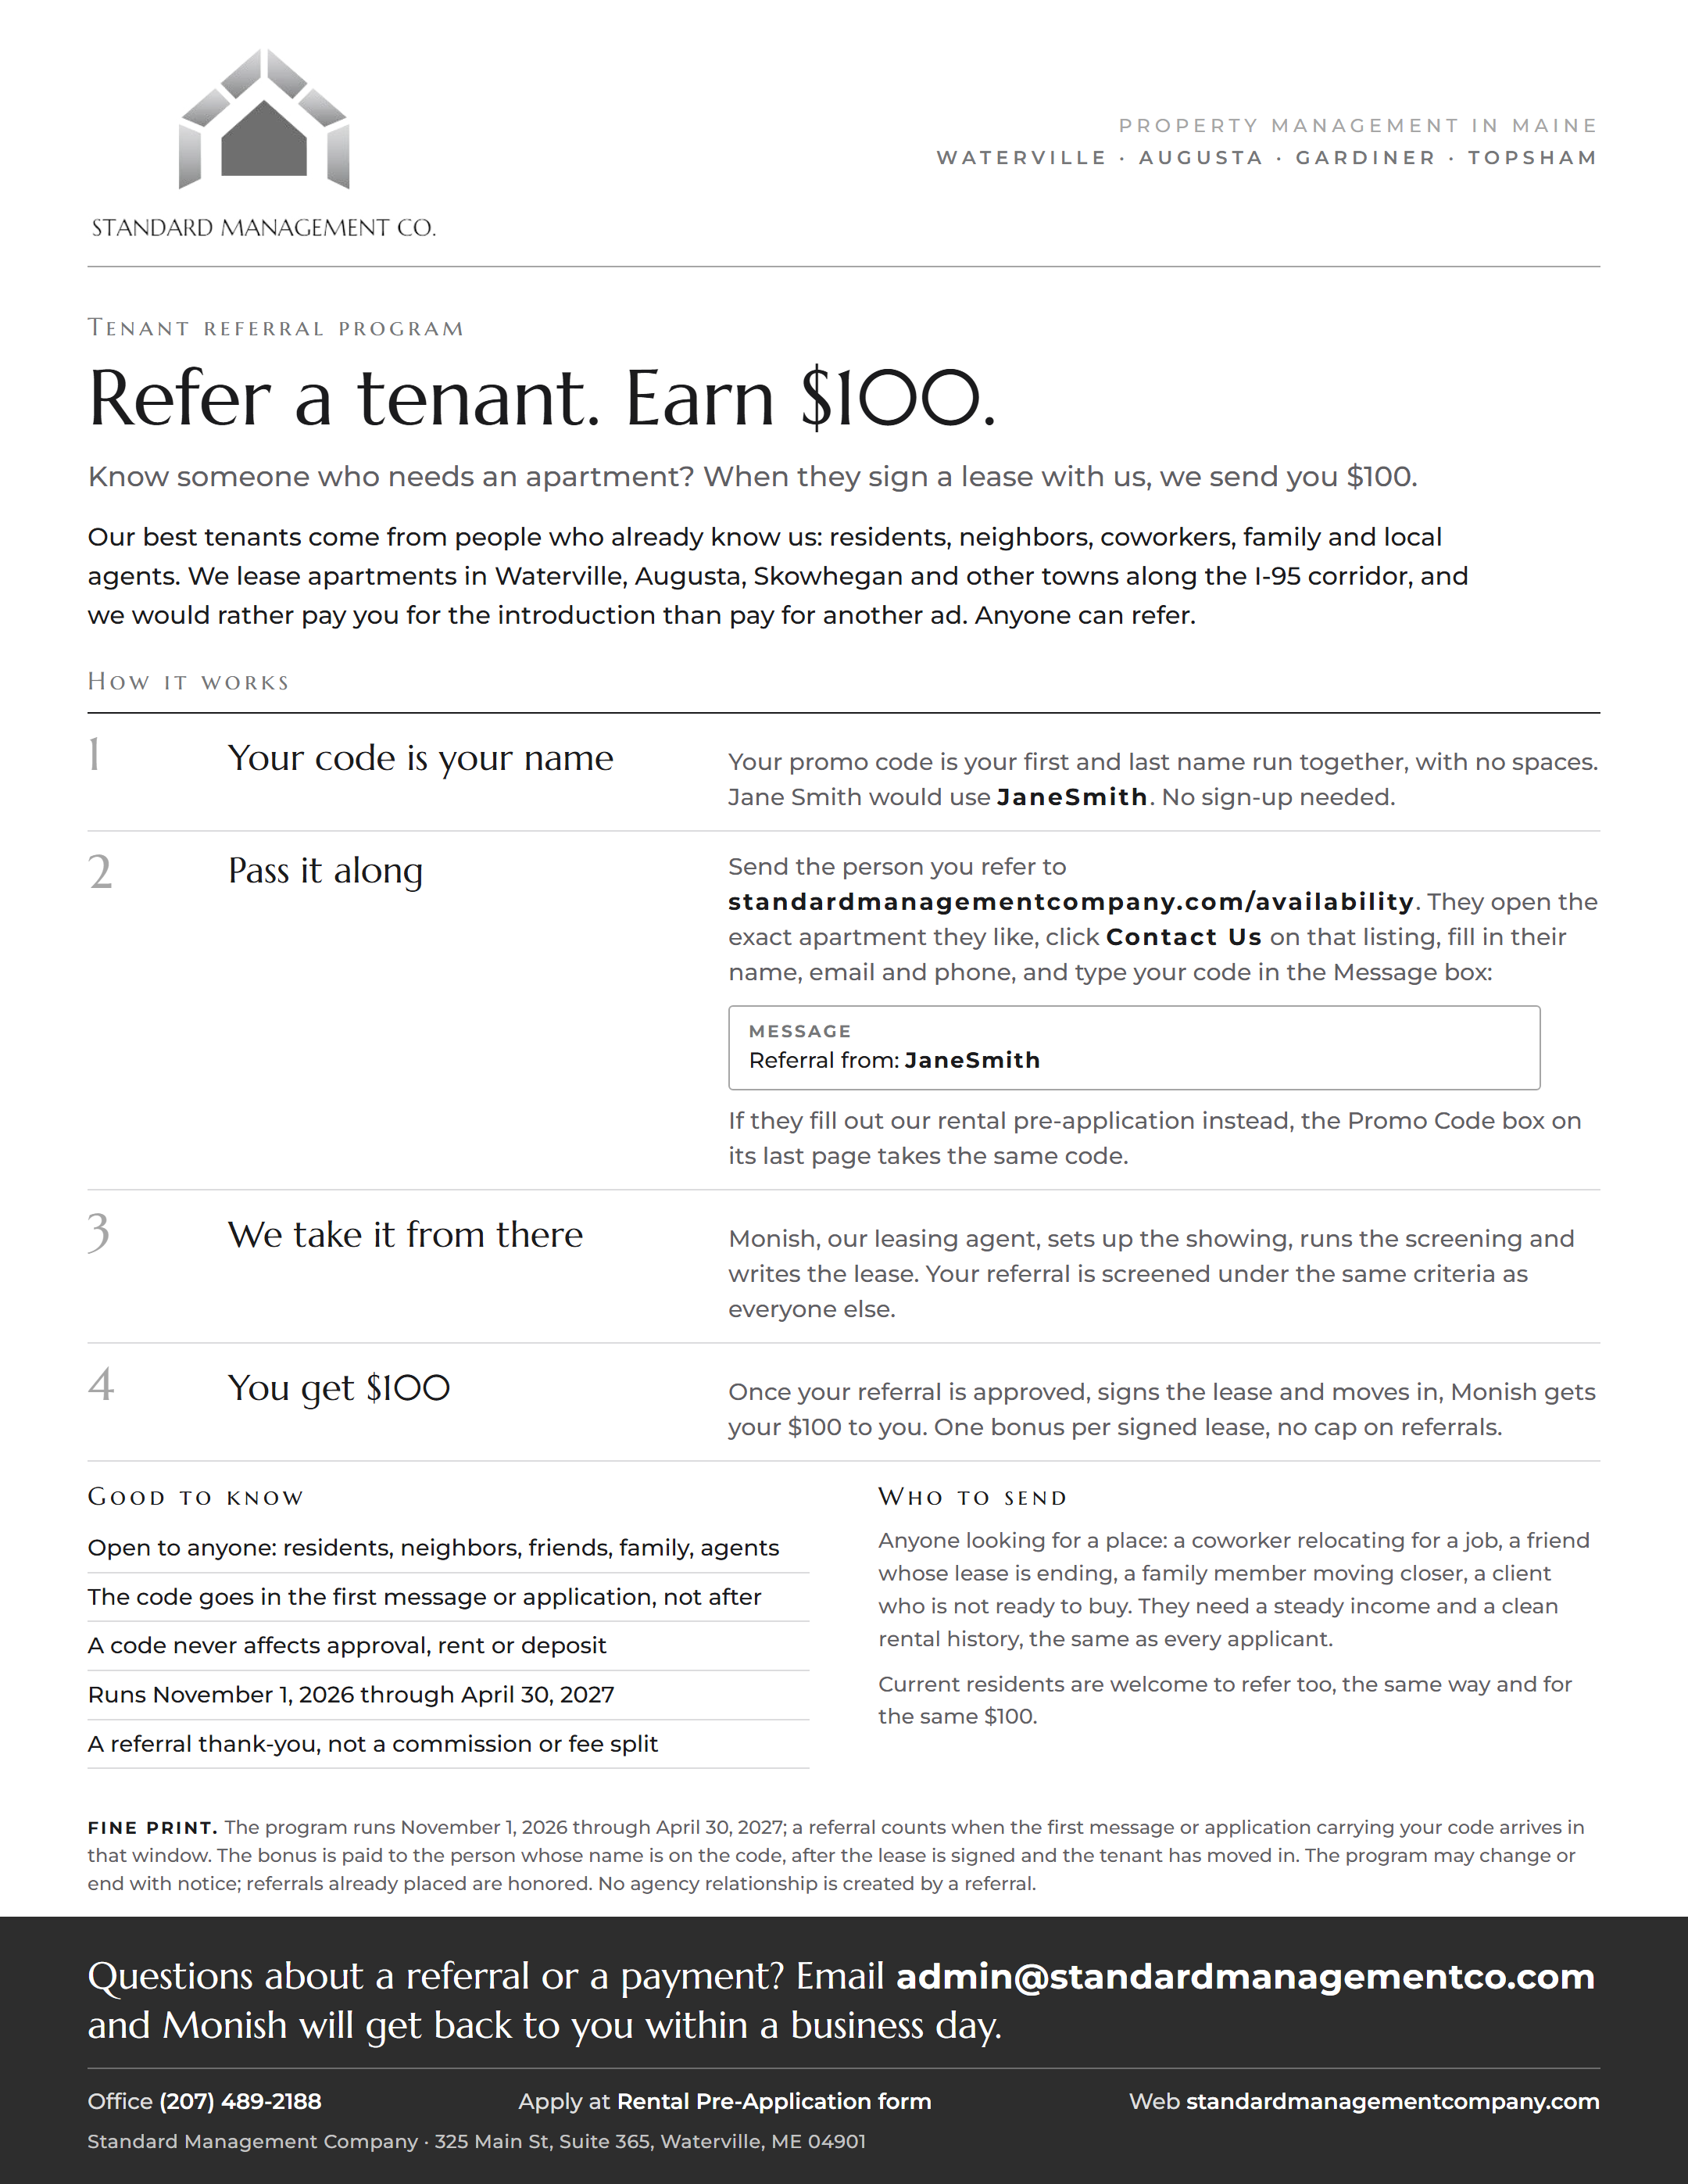 STANDARD MANAGEMENT CO.
PROPERTY MANAGEMENT IN MAINE
WATERVILLE · AUGUSTA · GARDINER · TOPSHAM
Tenant referral program
Refer a tenant. Earn $100.
Know someone who needs an apartment? When they sign a lease with us, we send you $100.
Our best tenants come from people who already know us: residents, neighbors, coworkers, family and local
agents. We lease apartments in Waterville, Augusta, Skowhegan and other towns along the I-95 corridor, and
we would rather pay you for the introduction than pay for another ad. Anyone can refer.
How it works
1
Your code is your name
Your promo code is your first and last name run together, with no spaces.
Jane Smith would use JaneSmith. No sign-up needed.
2
Pass it along
Send the person you refer to
standardmanagementcompany.com/availability. They open the
exact apartment they like, click Contact Us on that listing, fill in their
name, email and phone, and type your code in the Message box:
MESSAGE
Referral from: JaneSmith
If they fill out our rental pre-application instead, the Promo Code box on
its last page takes the same code.
3
We take it from there
Monish, our leasing agent, sets up the showing, runs the screening and
writes the lease. Your referral is screened under the same criteria as
everyone else.
4
You get $100
Once your referral is approved, signs the lease and moves in, Monish gets
your $100 to you. One bonus per signed lease, no cap on referrals.
Good to know
Open to anyone: residents, neighbors, friends, family, agents
The code goes in the first message or application, not after
A code never affects approval, rent or deposit
Runs November 1, 2026 through April 30, 2027
A referral thank-you, not a commission or fee split
Who to send
Anyone looking for a place: a coworker relocating for a job, a friend
whose lease is ending, a family member moving closer, a client
who is not ready to buy. They need a steady income and a clean
rental history, the same as every applicant.
Current residents are welcome to refer too, the same way and for
the same $100.
FINE PRINT. The program runs November 1, 2026 through April 30, 2027; a referral counts when the first message or application carrying your code arrives in
that window. The bonus is paid to the person whose name is on the code, after the lease is signed and the tenant has moved in. The program may change or
end with notice; referrals already placed are honored. No agency relationship is created by a referral.
Questions about a referral or a payment? Email admin@standardmanagementco.com
and Monish will get back to you within a business day.
Office (207) 489-2188
Apply at Rental Pre-Application form
Web standardmanagementcompany.com
Standard Management Company · 325 Main St, Suite 365, Waterville, ME 04901